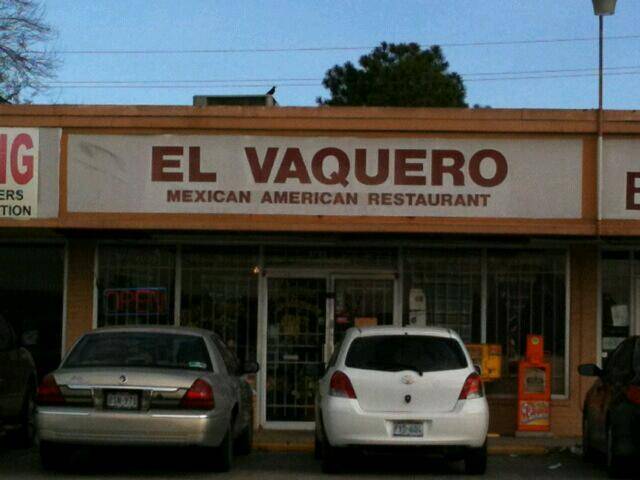 NG
ERS
TION
EL VAQUERO
MEXICAN AMERICAN RESTAURANT
E
OPEN